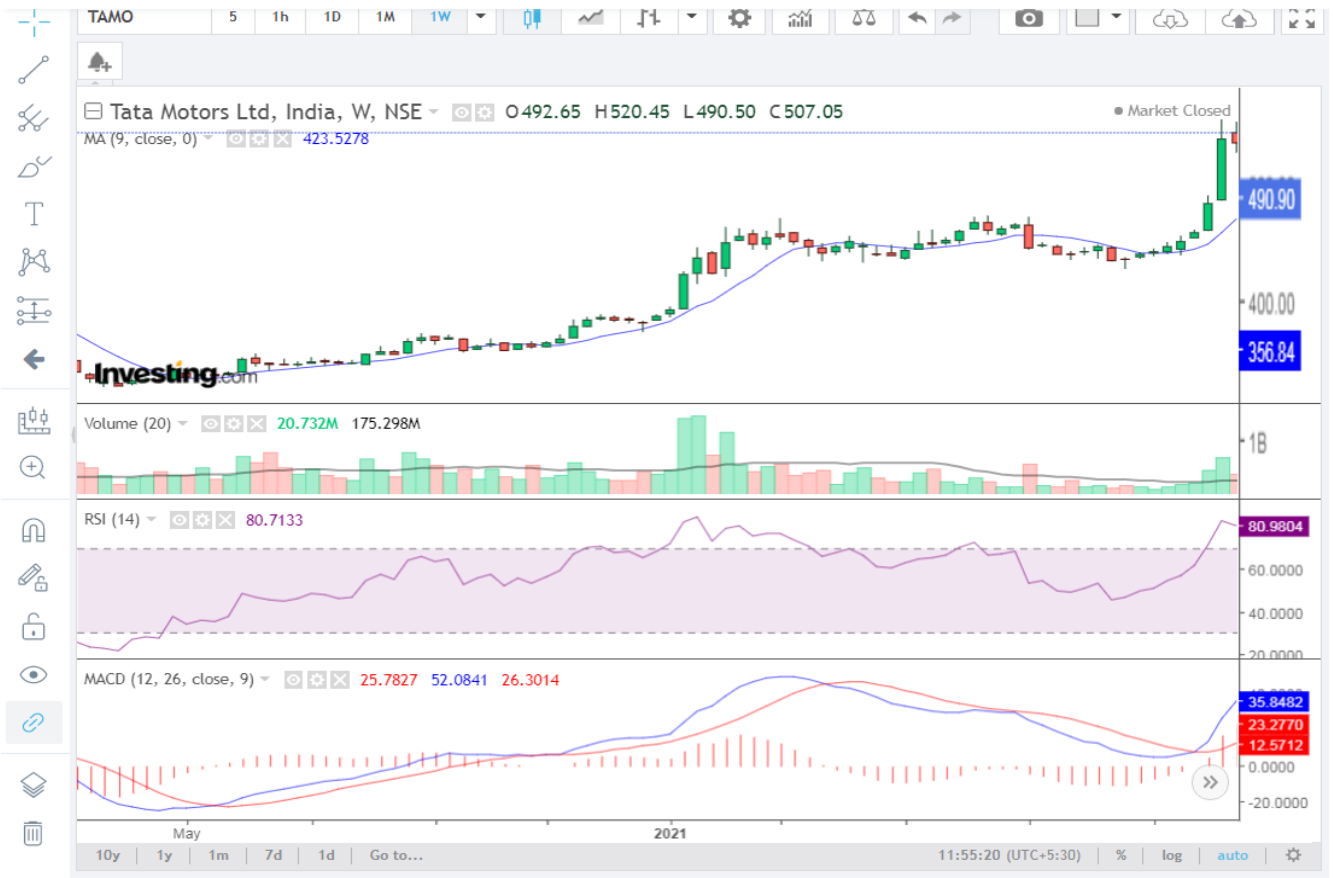 TAMO 5 1h 1D 1M 1W
Tata Motors Ltd, India, W, NSE O492.65 H520.45 L490.50 C507.05 Market Closed
MA (9, close, 0) 423.5278
490.90
400.00
356.84
Investing.com
Volume (20) 20.732M 175.298M
1B
RSI (14) 80.7133
80.9804
60.0000
40.0000
20.0000
MACD (12, 26, close, 9) 25.7827 52.0841 26.3014
35.8482
23.2770
12.5712
0.0000
-20.0000
May 2021
10y 1y 1m 7d 1d Go to... 11:55:20 (UTC+5:30) % log auto